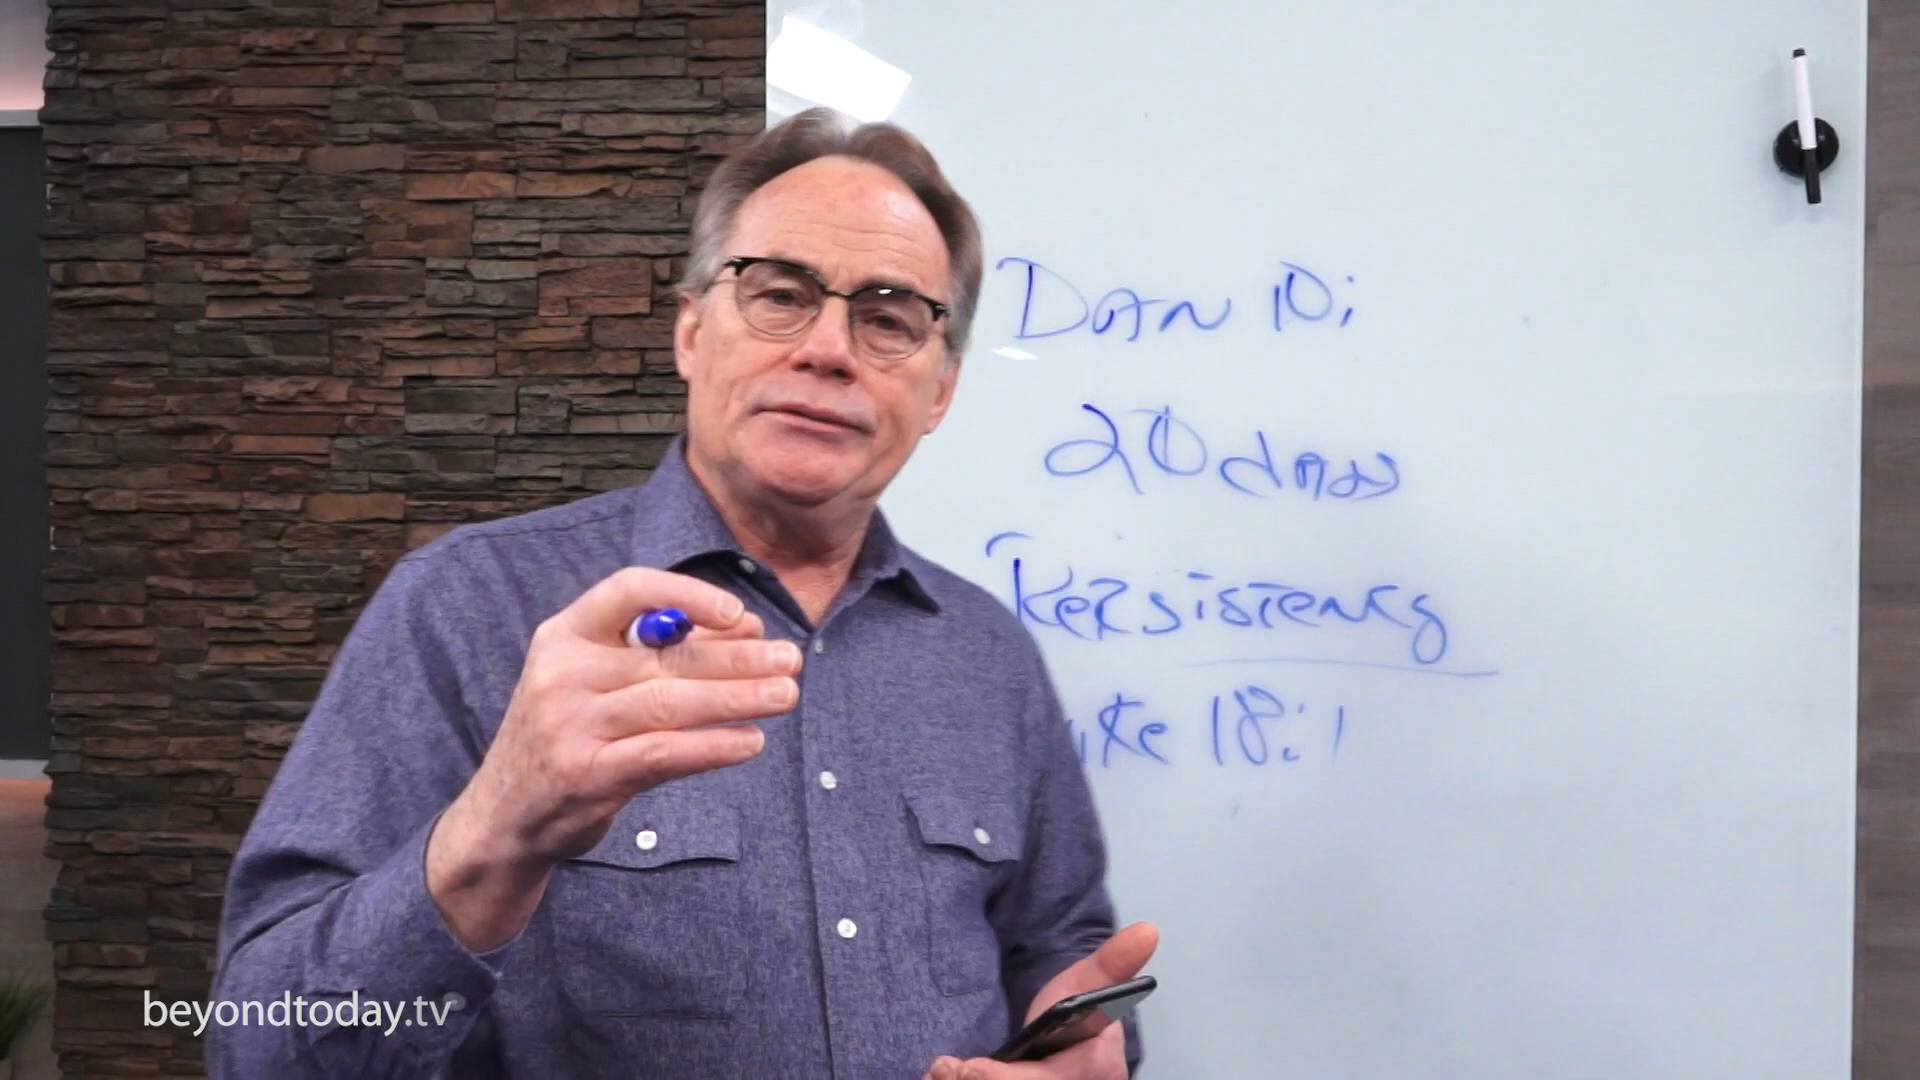 Dan 10:
20 days
Persistency
uke 18:1
beyondtoday.tv